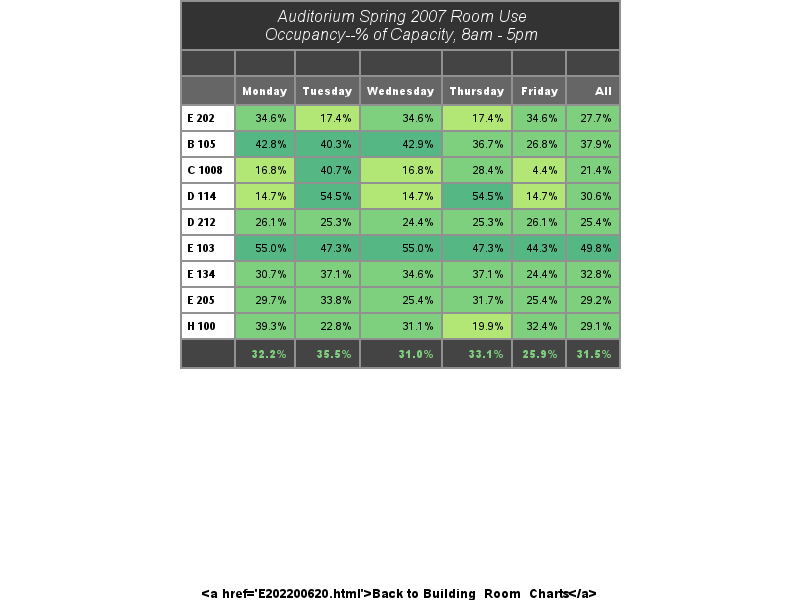 Auditorium Spring 2007 Room Use
Occupancy--% of Capacity, 8am - 5pm
Monday Tuesday Wednesday Thursday Friday All
E 202 34.6% 17.4% 34.6% 17.4% 34.6% 27.7%
B 105 42.8% 40.3% 42.9% 36.7% 26.8% 37.9%
C 1008 16.8% 40.7% 16.8% 28.4% 4.4% 21.4%
D 114 14.7% 54.5% 14.7% 54.5% 14.7% 30.6%
D 212 26.1% 25.3% 24.4% 25.3% 26.1% 25.4%
E 103 55.0% 47.3% 55.0% 47.3% 44.3% 49.8%
E 134 30.7% 37.1% 34.6% 37.1% 24.4% 32.8%
E 205 29.7% 33.8% 25.4% 31.7% 25.4% 29.2%
H 100 39.3% 22.8% 31.1% 19.9% 32.4% 29.1%
32.2% 35.5% 31.0% 33.1% 25.9% 31.5%
<a href='E202200620.html'>Back to Building_Room_Charts</a>